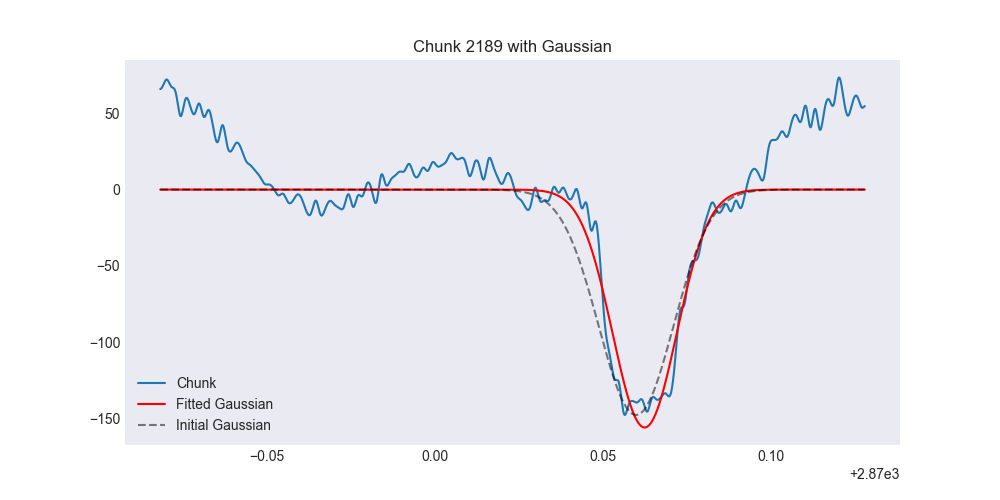 Chunk 2189 with Gaussian
50
0
−50
−100
−150
Chunk
Fitted Gaussian
Initial Gaussian
−0.05 0.00 0.05 0.10
+2.87e3